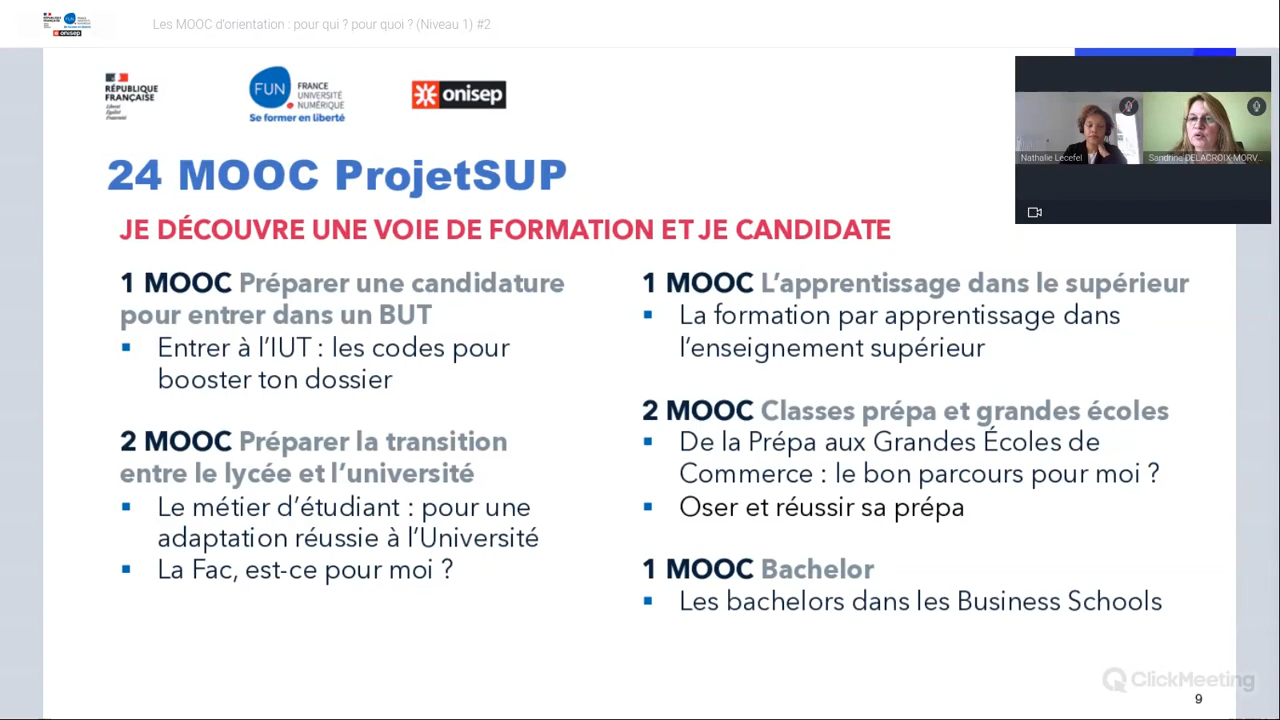 Les MOOC d'orientation : pour qui ? pour quoi ? (Niveau 1) #2
RÉPUBLIQUE
FRANÇAISE
Liberté
Égalité
Fraternité
FUN
FRANCE
UNIVERSITÉ
NUMÉRIQUE
Se former en liberté
onisep
Nathalie Lecefel
Sandrine DELACROIX-MORV...
24 MOOC ProjetSUP
JE DÉCOUVRE UNE VOIE DE FORMATION ET JE CANDIDATE
1 MOOC Préparer une candidature
pour entrer dans un BUT
▪ Entrer à l’IUT : les codes pour
booster ton dossier
2 MOOC Préparer la transition
entre le lycée et l’université
▪ Le métier d’étudiant : pour une
adaptation réussie à l’Université
▪ La Fac, est-ce pour moi ?
1 MOOC L’apprentissage dans le supérieur
▪ La formation par apprentissage dans
l’enseignement supérieur
2 MOOC Classes prépa et grandes écoles
▪ De la Prépa aux Grandes Écoles de
Commerce : le bon parcours pour moi ?
▪ Oser et réussir sa prépa
1 MOOC Bachelor
▪ Les bachelors dans les Business Schools
ClickMeeting
9